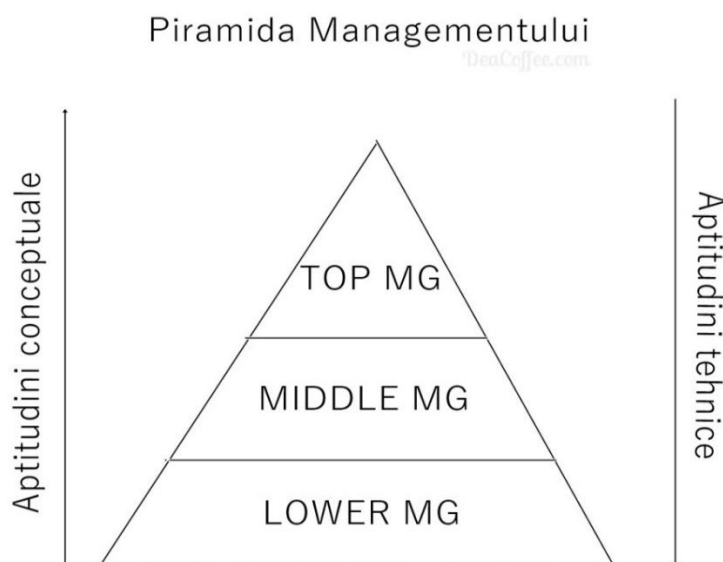 Piramida Managementului
DeaCoffee.com
Aptitudini conceptuale
TOP MG
MIDDLE MG
LOWER MG
Aptitudini tehnice